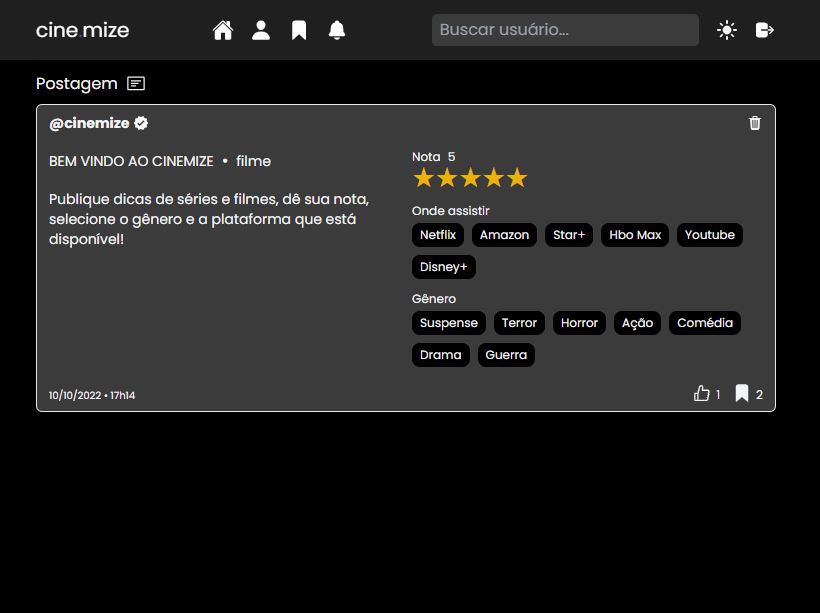 cine.mize
Buscar usuário...
Postagem
@cinemize
BEM VINDO AO CINEMIZE • filme
Publique dicas de séries e filmes, dê sua nota,
selecione o gênero e a plataforma que está
disponível!
Nota 5
Onde assistir
Netflix Amazon Star+ Hbo Max Youtube
Disney+
Gênero
Suspense Terror Horror Ação Comédia
Drama Guerra
10/10/2022 • 17h14
1 2